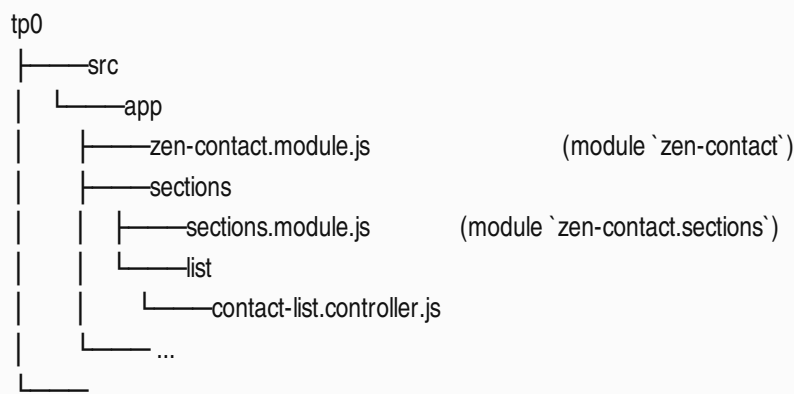 tp0
├────src
│ └────app
│ ├────zen-contact.module.js (module `zen-contact`)
│ ├────sections
│ │ ├────sections.module.js (module `zen-contact.sections`)
│ │ └────list
│ │ └────contact-list.controller.js
│ └──── ...
└────